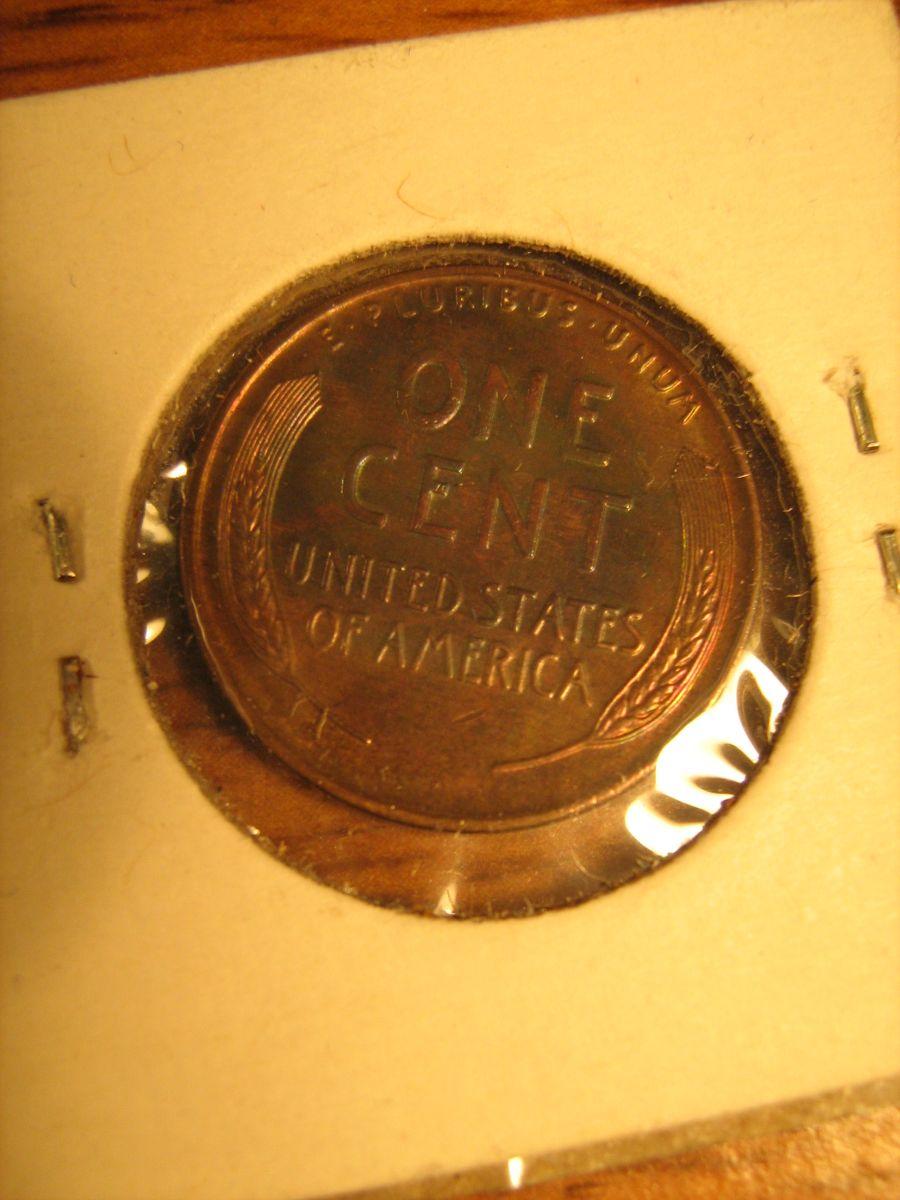 E · PLURIBUS · UNUM
ONE
CENT
UNITED STATES
OF AMERICA